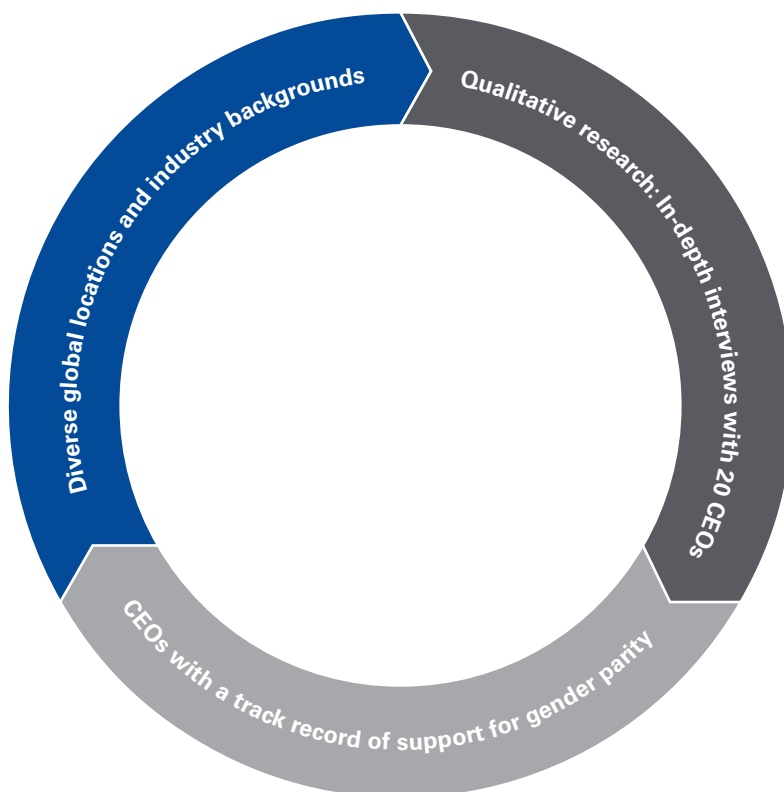 Diverse global locations and industry backgrounds
Qualitative research: In-depth interviews with 20 CEOs
CEOs with a track record of support for gender parity